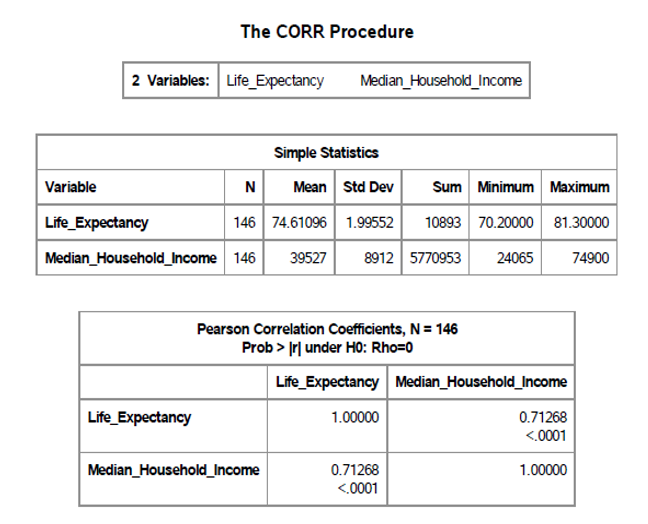 The CORR Procedure
2 Variables: Life_Expectancy Median_Household_Income
Simple Statistics
Variable N Mean Std Dev Sum Minimum Maximum
Life_Expectancy 146 74.61096 1.99552 10893 70.20000 81.30000
Median_Household_Income 146 39527 8912 5770953 24065 74900
Pearson Correlation Coefficients, N = 146
Prob > |r| under H0: Rho=0
Life_Expectancy Median_Household_Income
Life_Expectancy 1.00000 0.71268
<.0001
Median_Household_Income 0.71268 1.00000
<.0001